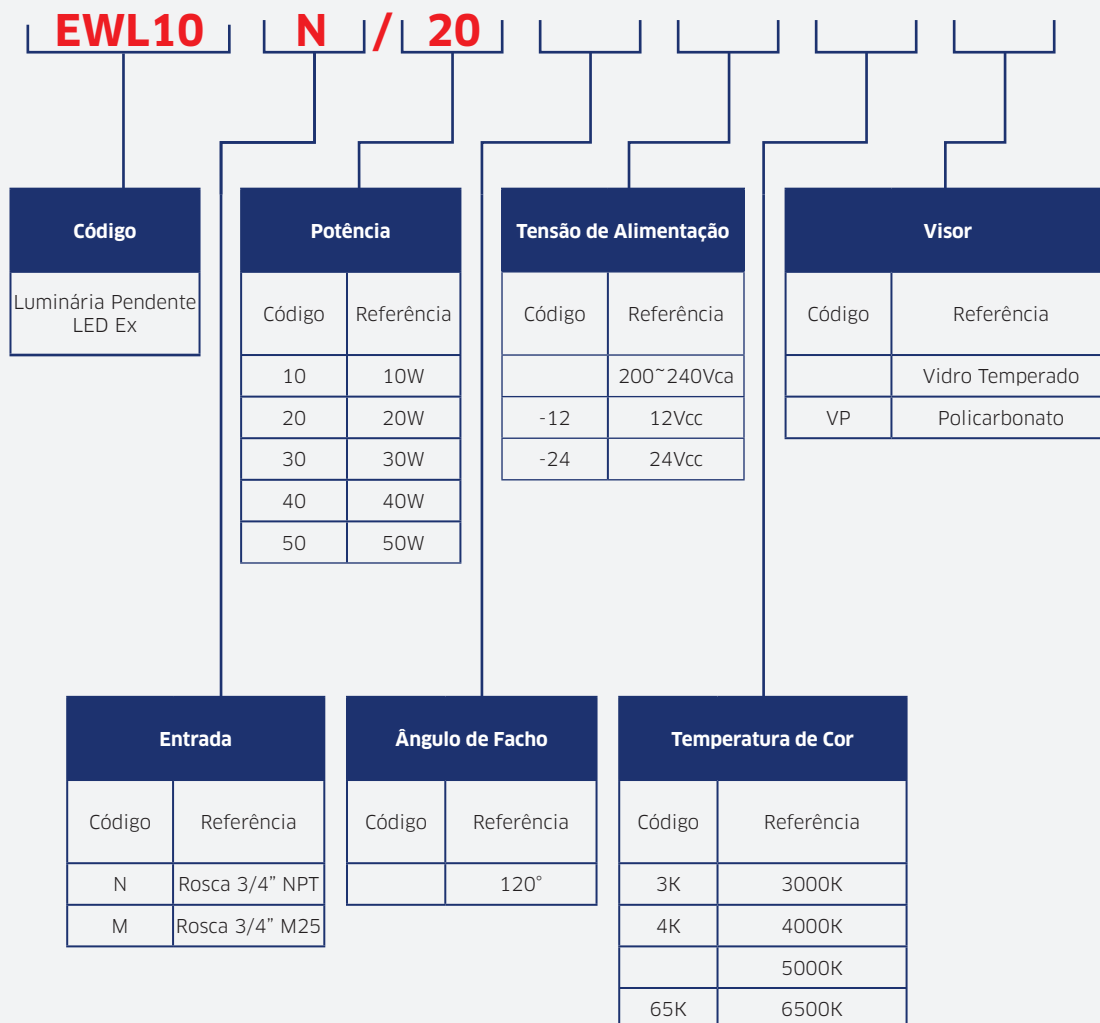 EWL10 N / 20
Código
Luminária Pendente
LED Ex
Potência
Código Referência
10 10W
20 20W
30 30W
40 40W
50 50W
Tensão de Alimentação
Código Referência
200~240Vca
-12 12Vcc
-24 24Vcc
Visor
Código Referência
Vidro Temperado
VP Policarbonato
Entrada
Código Referência
N Rosca 3/4” NPT
M Rosca 3/4” M25
Ângulo de Facho
Código Referência
120°
Temperatura de Cor
Código Referência
3K 3000K
4K 4000K
5000K
65K 6500K